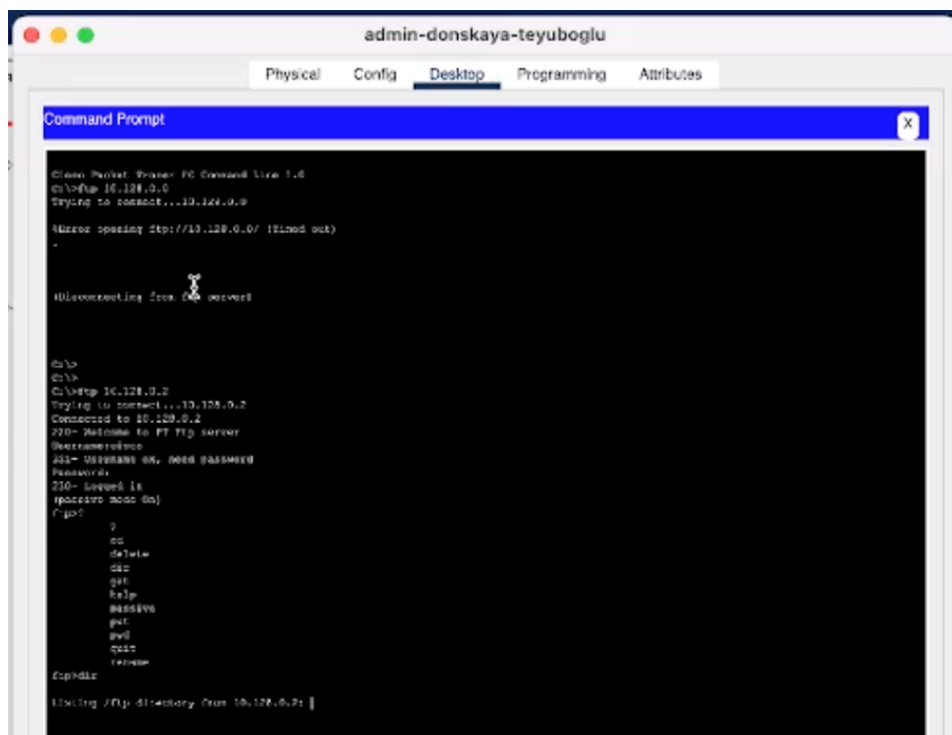 admin-donskaya-teyuboglu
Physical Config Desktop Programming Attributes
Command Prompt X
Cisco Packet Tracer PC Command Line 1.0
C:\>ftp 10.128.0.0
Trying to connect...10.128.0.0
%Error opening ftp://10.128.0.0/ (Timed out)
.
(Disconnecting from ftp server)
C:\>
C:\>
C:\>ftp 10.128.0.2
Trying to connect...10.128.0.2
Connected to 10.128.0.2
220- Welcome to PT Ftp server
Username:cisco
331- Username ok, need password
Password:
230- Logged in
(passive mode On)
ftp>?
?
cd
delete
dir
get
help
passive
put
pwd
quit
rename
ftp>dir
Listing /ftp directory from 10.128.0.2: